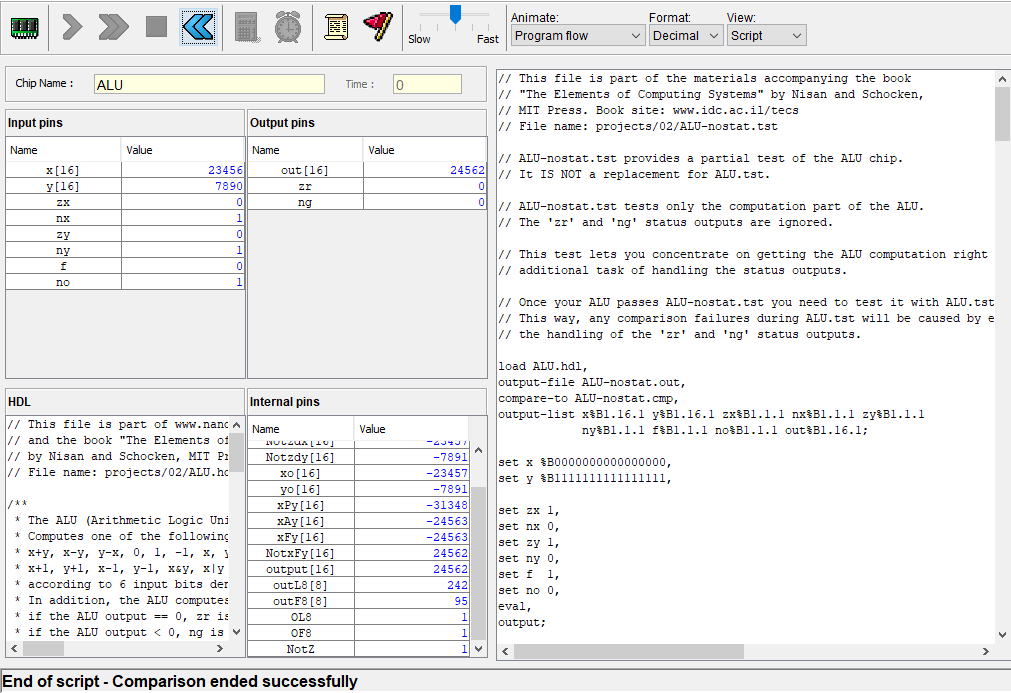 Slow
Fast
Animate:
Program flow
Format:
Decimal
View:
Script
Chip Name :
ALU
Time :
0
Input pins
Name Value
x[16] 23456
y[16] 7890
zx 0
nx 1
zy 0
ny 1
f 0
no 1
Output pins
Name Value
out[16] 24562
zr 0
ng 0
HDL
// This file is part of www.nand
// and the book "The Elements of
// by Nisan and Schocken, MIT Pr
// File name: projects/02/ALU.hd
/**
* The ALU (Arithmetic Logic Uni
* Computes one of the following
* x+y, x-y, y-x, 0, 1, -1, x, y
* x+1, y+1, x-1, y-1, x&y, x|y
* according to 6 input bits den
* In addition, the ALU computes
* if the ALU output == 0, zr is
* if the ALU output < 0, ng is
Internal pins
Name Value
Notzdx[16] -23457
Notzdy[16] -7891
xo[16] -23457
yo[16] -7891
xPy[16] -31348
xAy[16] -24563
xFy[16] -24563
NotxFy[16] 24562
output[16] 24562
outL8[8] 242
outF8[8] 95
OL8 1
OF8 1
NotZ 1
// This file is part of the materials accompanying the book
// "The Elements of Computing Systems" by Nisan and Schocken,
// MIT Press. Book site: www.idc.ac.il/tecs
// File name: projects/02/ALU-nostat.tst
// ALU-nostat.tst provides a partial test of the ALU chip.
// It IS NOT a replacement for ALU.tst.
// ALU-nostat.tst tests only the computation part of the ALU.
// The 'zr' and 'ng' status outputs are ignored.
// This test lets you concentrate on getting the ALU computation right
// additional task of handling the status outputs.
// Once your ALU passes ALU-nostat.tst you need to test it with ALU.tst
// This way, any comparison failures during ALU.tst will be caused by e
// the handling of the 'zr' and 'ng' status outputs.
load ALU.hdl,
output-file ALU-nostat.out,
compare-to ALU-nostat.cmp,
output-list x%B1.16.1 y%B1.16.1 zx%B1.1.1 nx%B1.1.1 zy%B1.1.1
ny%B1.1.1 f%B1.1.1 no%B1.1.1 out%B1.16.1;
set x %B0000000000000000,
set y %B1111111111111111,
set zx 1,
set nx 0,
set zy 1,
set ny 0,
set f 1,
set no 0,
eval,
output;
End of script - Comparison ended successfully